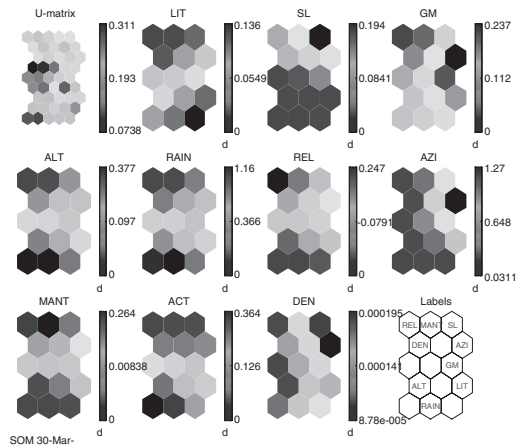 U-matrix
0.311
0.193
0.0738
LIT
0.136
0.0549
0
d
SL
0.194
0.0841
0
d
GM
0.237
0.112
0
d
ALT
0.377
0.097
0
d
RAIN
1.16
0.366
0
d
REL
0.247
-0.0791
0
d
AZI
1.27
0.648
0.0311
d
MANT
0.264
0.00838
0
d
ACT
0.364
0.126
0
d
DEN
0.000195
0.000141
8.78e-005
d
Labels
REL MANT SL
DEN AZI
GM
ALT LIT
RAIN
SOM 30-Mar-